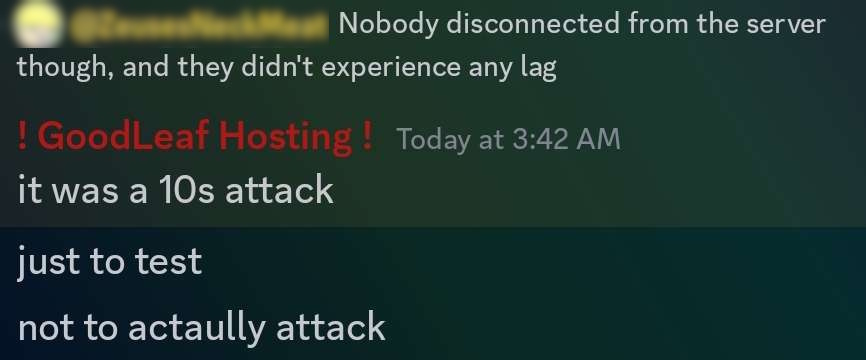 Nobody disconnected from the server
though, and they didn't experience any lag
! GoodLeaf Hosting ! Today at 3:42 AM
it was a 10s attack
just to test
not to actaully attack